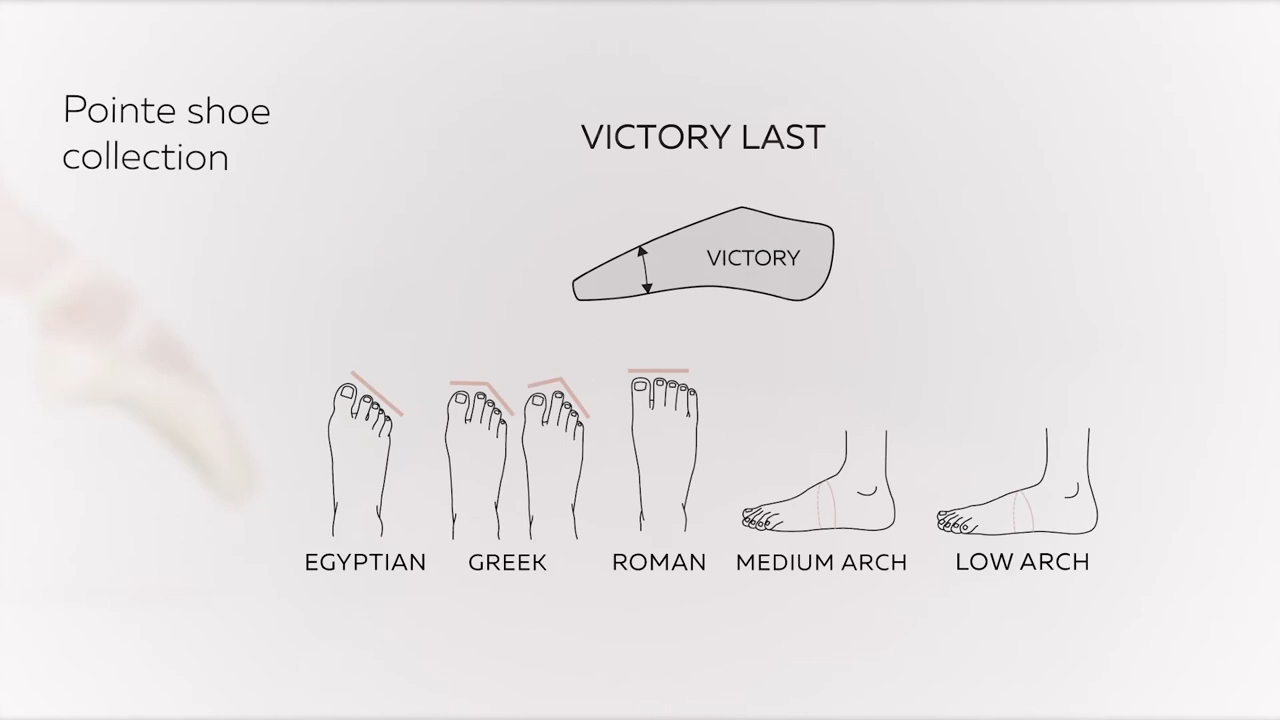 Pointe shoe
collection
VICTORY LAST
VICTORY
EGYPTIAN
GREEK
ROMAN
MEDIUM ARCH
LOW ARCH